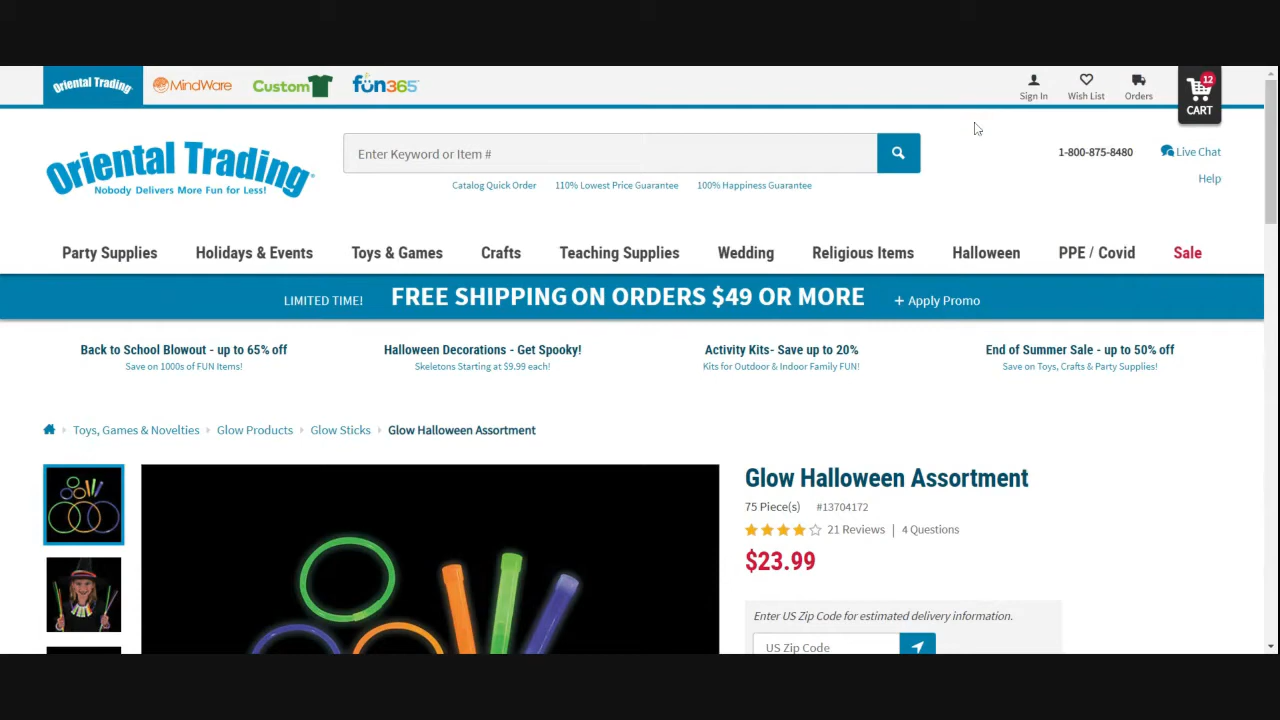 Oriental Trading
MindWare
Custom
fun365
Sign In
Wish List
Orders
12
CART
Oriental Trading
Nobody Delivers More Fun for Less!
Enter Keyword or Item #
1-800-875-8480
Live Chat
Catalog Quick Order
110% Lowest Price Guarantee
100% Happiness Guarantee
Help
Party Supplies
Holidays & Events
Toys & Games
Crafts
Teaching Supplies
Wedding
Religious Items
Halloween
PPE / Covid
Sale
LIMITED TIME! FREE SHIPPING ON ORDERS $49 OR MORE + Apply Promo
Back to School Blowout - up to 65% off
Save on 1000s of FUN Items!
Halloween Decorations - Get Spooky!
Skeletons Starting at $9.99 each!
Activity Kits- Save up to 20%
Kits for Outdoor & Indoor Family FUN!
End of Summer Sale - up to 50% off
Save on Toys, Crafts & Party Supplies!
Toys, Games & Novelties
Glow Products
Glow Sticks
Glow Halloween Assortment
Glow Halloween Assortment
75 Piece(s) #13704172
21 Reviews | 4 Questions
$23.99
Enter US Zip Code for estimated delivery information.
US Zip Code